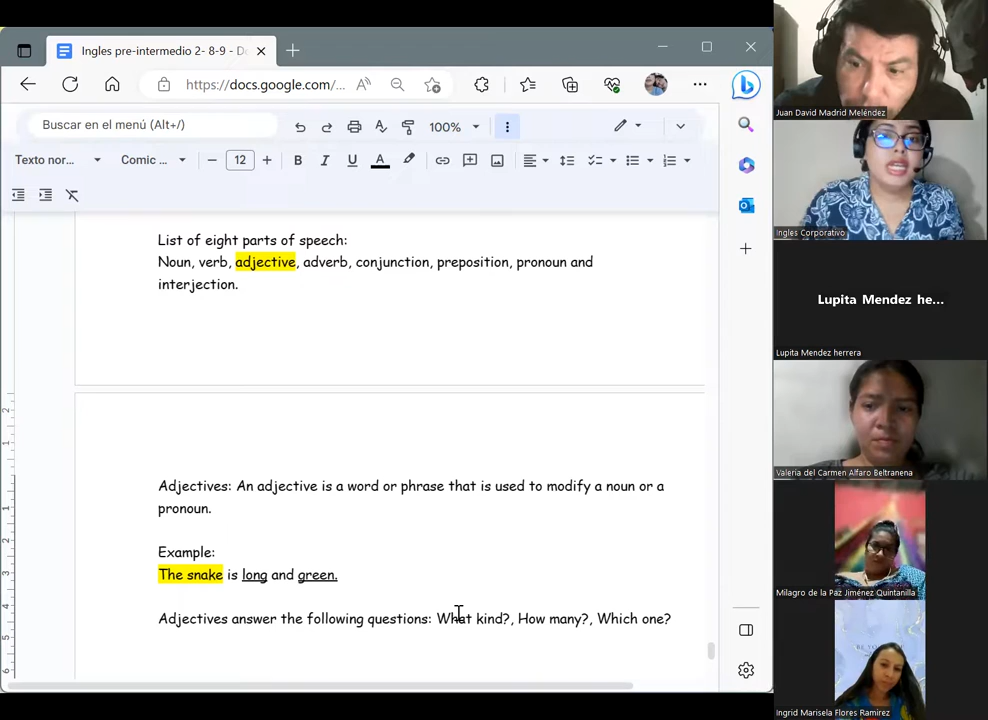 Ingles pre-intermedio 2- 8-9 - Do
https://docs.google.com/...
Buscar en el menú (Alt+/)
100%
Texto nor...
Comic ...
12
List of eight parts of speech:
Noun, verb, adjective, adverb, conjunction, preposition, pronoun and
interjection.
Adjectives: An adjective is a word or phrase that is used to modify a noun or a
pronoun.
Example:
The snake is long and green.
Adjectives answer the following questions: What kind?, How many?, Which one?
Juan David Madrid Meléndez
Ingles Corporativo
Lupita Mendez he...
Lupita Mendez herrera
Valeria del Carmen Alfaro Beltranena
Milagro de la Paz Jiménez Quintanilla
Ingrid Marisela Flores Ramirez